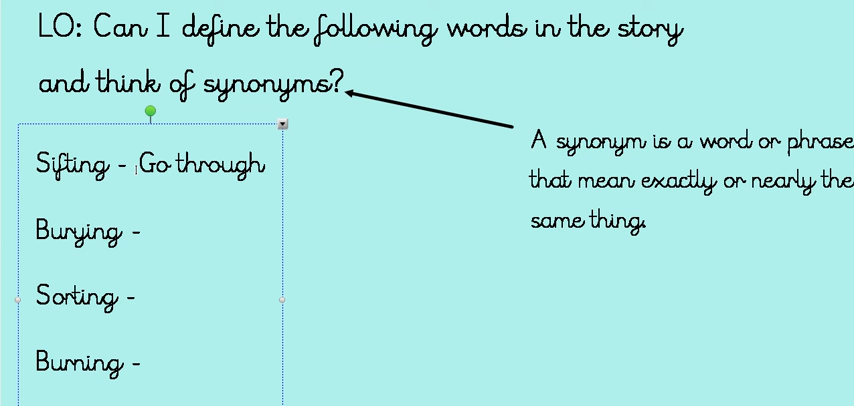 LO: Can I define the following words in the story
and think of synonyms?
A synonym is a word or phrase
that mean exactly or nearly the
same thing.
Sifting - Go through
Burying -
Sorting -
Burning -